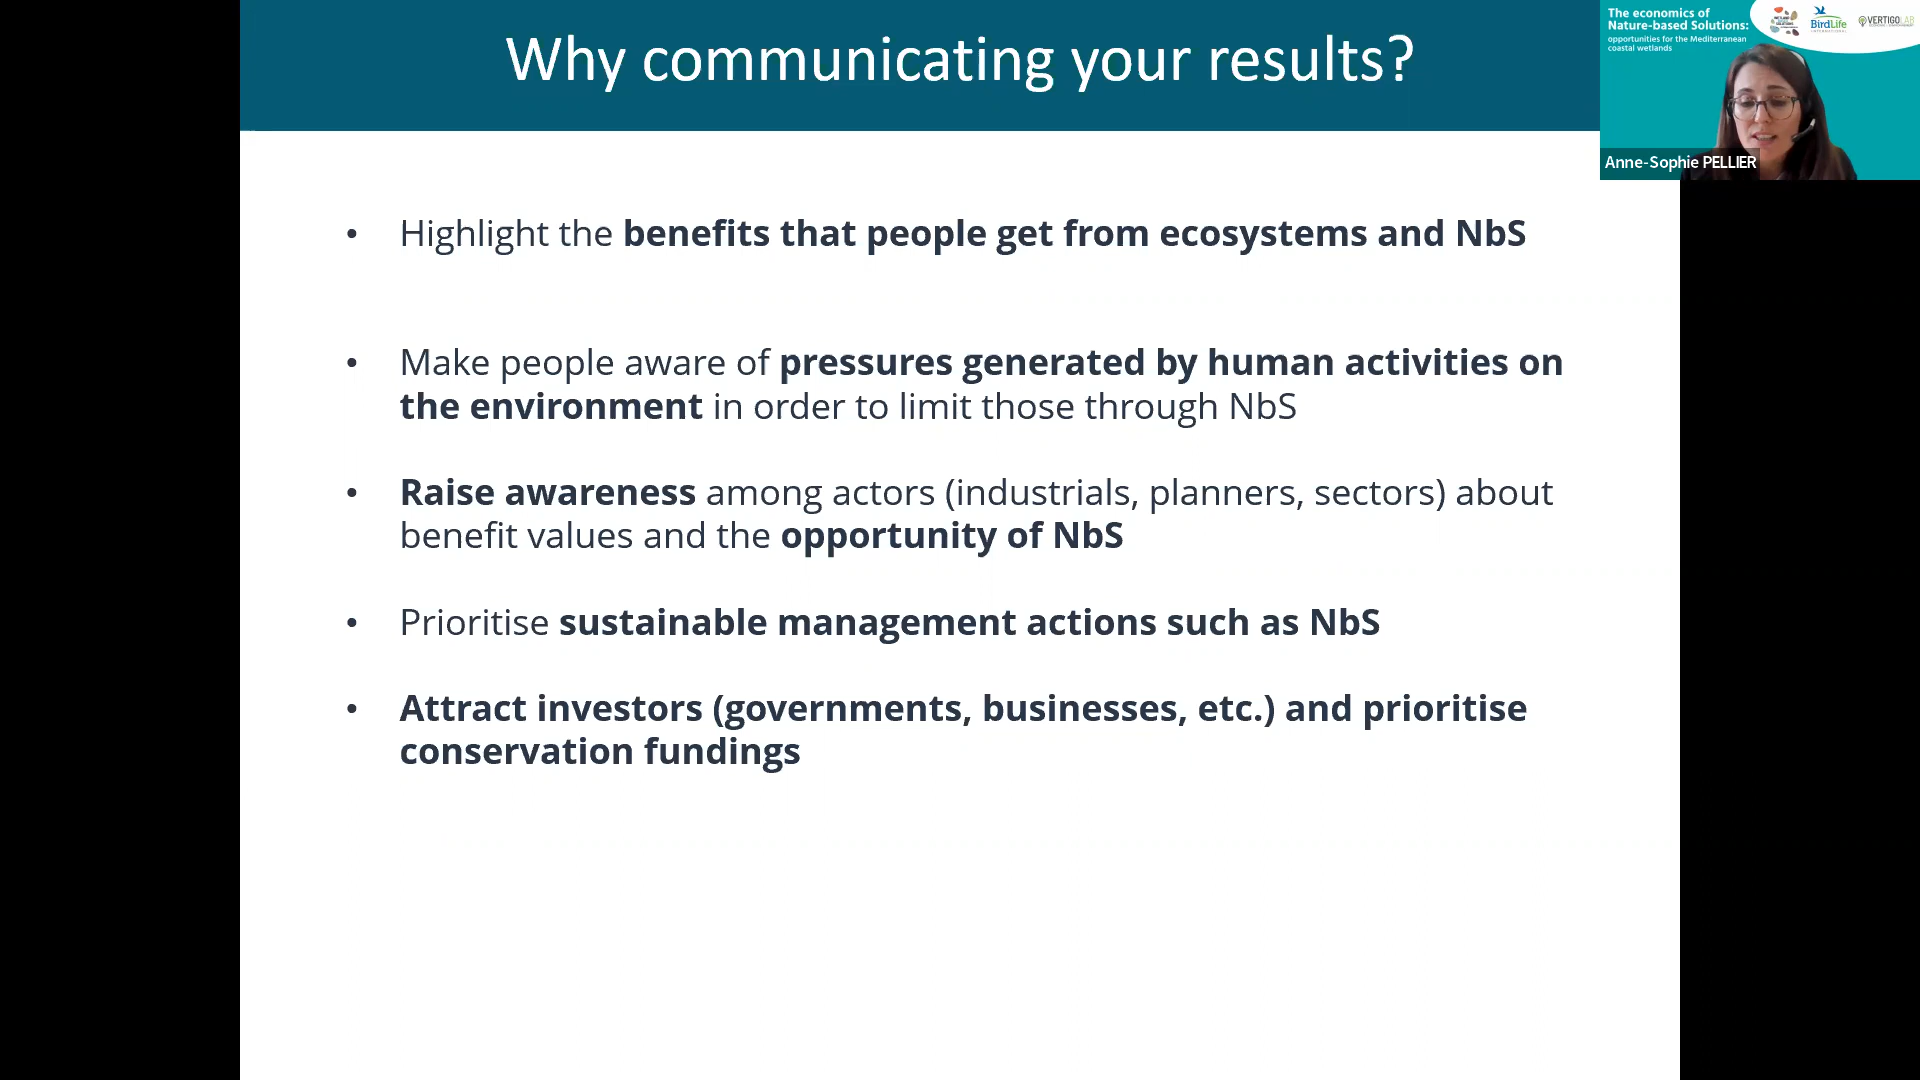 Why communicating your results?
The economics of
Nature-based Solutions:
opportunities for the Mediterranean
coastal wetlands
BirdLife
INTERNATIONAL
VERTIGOLAB
Anne-Sophie PELLIER
• Highlight the benefits that people get from ecosystems and NbS
• Make people aware of pressures generated by human activities on
the environment in order to limit those through NbS
• Raise awareness among actors (industrials, planners, sectors) about
benefit values and the opportunity of NbS
• Prioritise sustainable management actions such as NbS
• Attract investors (governments, businesses, etc.) and prioritise
conservation fundings